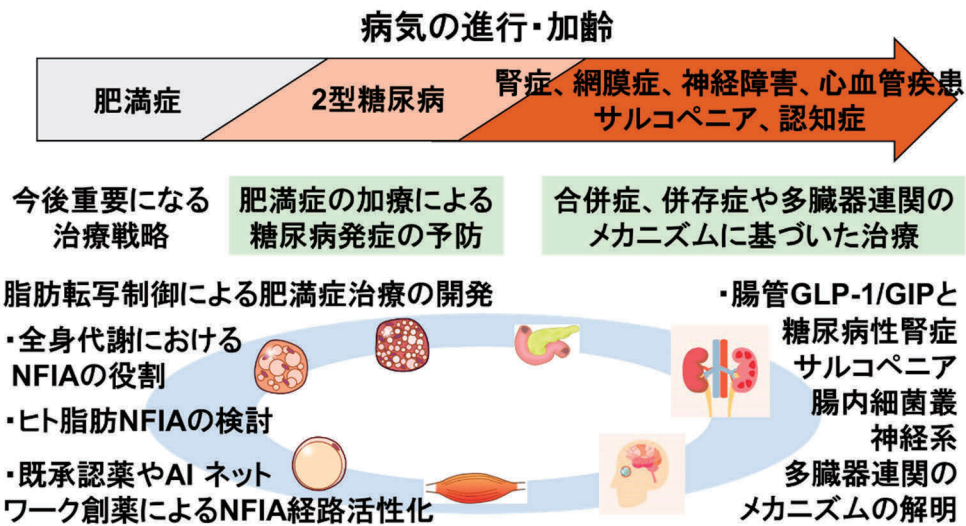 病気の進行・加齢
肥満症
2型糖尿病
腎症、網膜症、神経障害、心血管疾患
サルコペニア、認知症
今後重要になる
治療戦略
肥満症の加療による
糖尿病発症の予防
合併症、併存症や多臓器連関の
メカニズムに基づいた治療
脂肪転写制御による肥満症治療の開発
・全身代謝における
NFIAの役割
・ヒト脂肪NFIAの検討
・既承認薬やAI ネット
ワーク創薬によるNFIA経路活性化
・腸管GLP-1/GIPと
糖尿病性腎症
サルコペニア
腸内細菌叢
神経系
多臓器連関の
メカニズムの解明